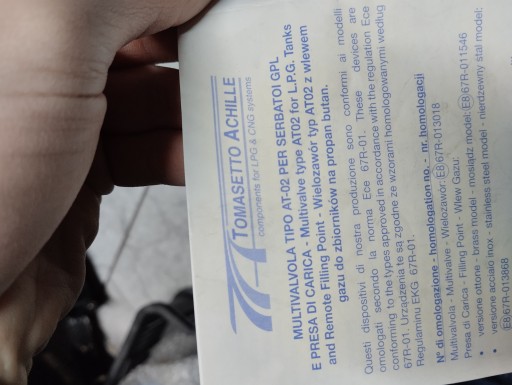 TOMASETTO ACHILLE
components for LPG & CNG systems
MULTIVALVOLA TIPO AT-02 PER SERBATOI GPL
E PRESA DI CARICA - Multivalve type AT02 for L.P.G. Tanks
and Remote Filling Point - Wielozawór typ AT02 z wlewem
gazu do zbiorników na propan butan.
Questi dispositivi di nostra produzione sono conformi ai modelli
omologati secondo la norma Ece 67R-01. These devices are
conforming to the types approved in accordance with the regulation Ece
67R-01. Urządzenia te są zgodne ze wzorami homologowanymi według
Regulaminu EKG 67R-01.
N° di omologazione - homologation no. - nr. homologacji
Multivalvola - Multivalve - Wielozawór: E8 67R-013018
Presa di Carica - Filling Point - Wlew Gazu:
• versione ottone - brass model - mosiądz model: E8 67R-011546
• versione acciaio inox - stainless steel model - nierdzewny stal model:
E8 67R-013868